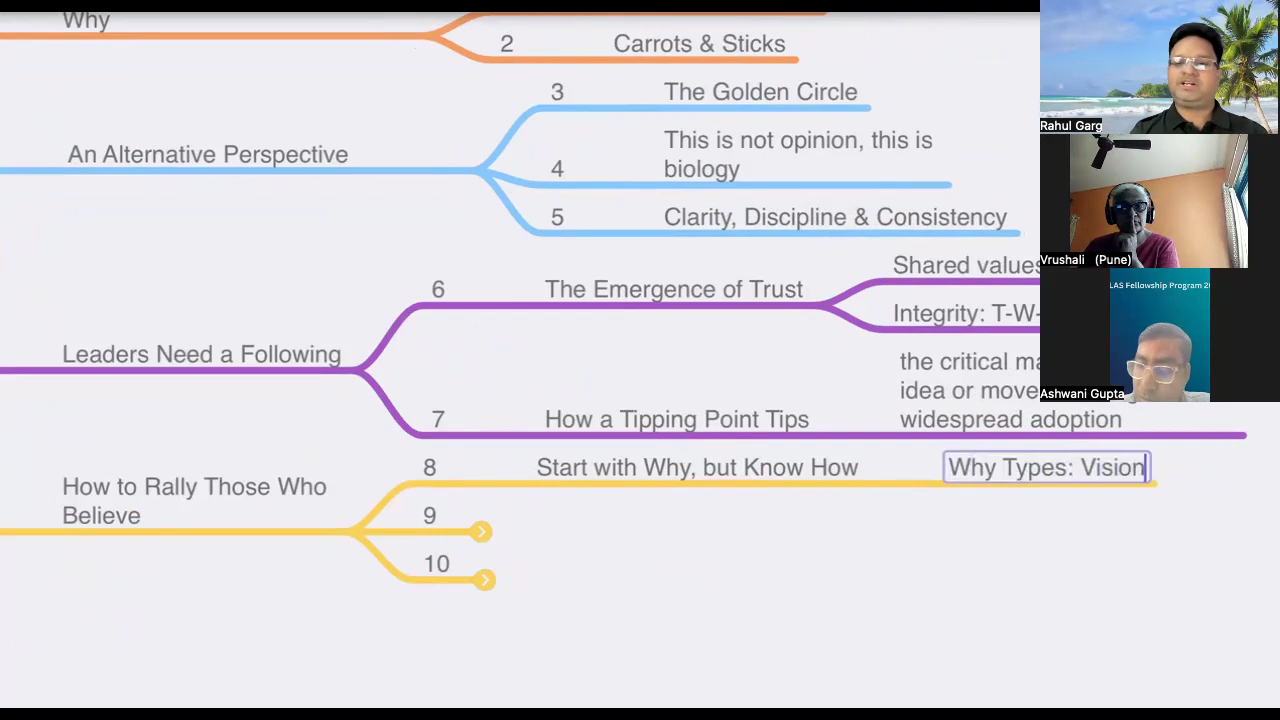 Why
2 Carrots & Sticks
3 The Golden Circle
An Alternative Perspective
This is not opinion, this is
4 biology
5 Clarity, Discipline & Consistency
Shared values
6 The Emergence of Trust
Integrity: T-W-
Leaders Need a Following
the critical
idea or
7 How a Tipping Point Tips widespread adoption
8 Start with Why, but Know How Why Types: Vision
How to Rally Those Who
Believe
9
10
Rahul Garg
Vrushali (Pune)
LAS Fellowship Program
Ashwani Gupta